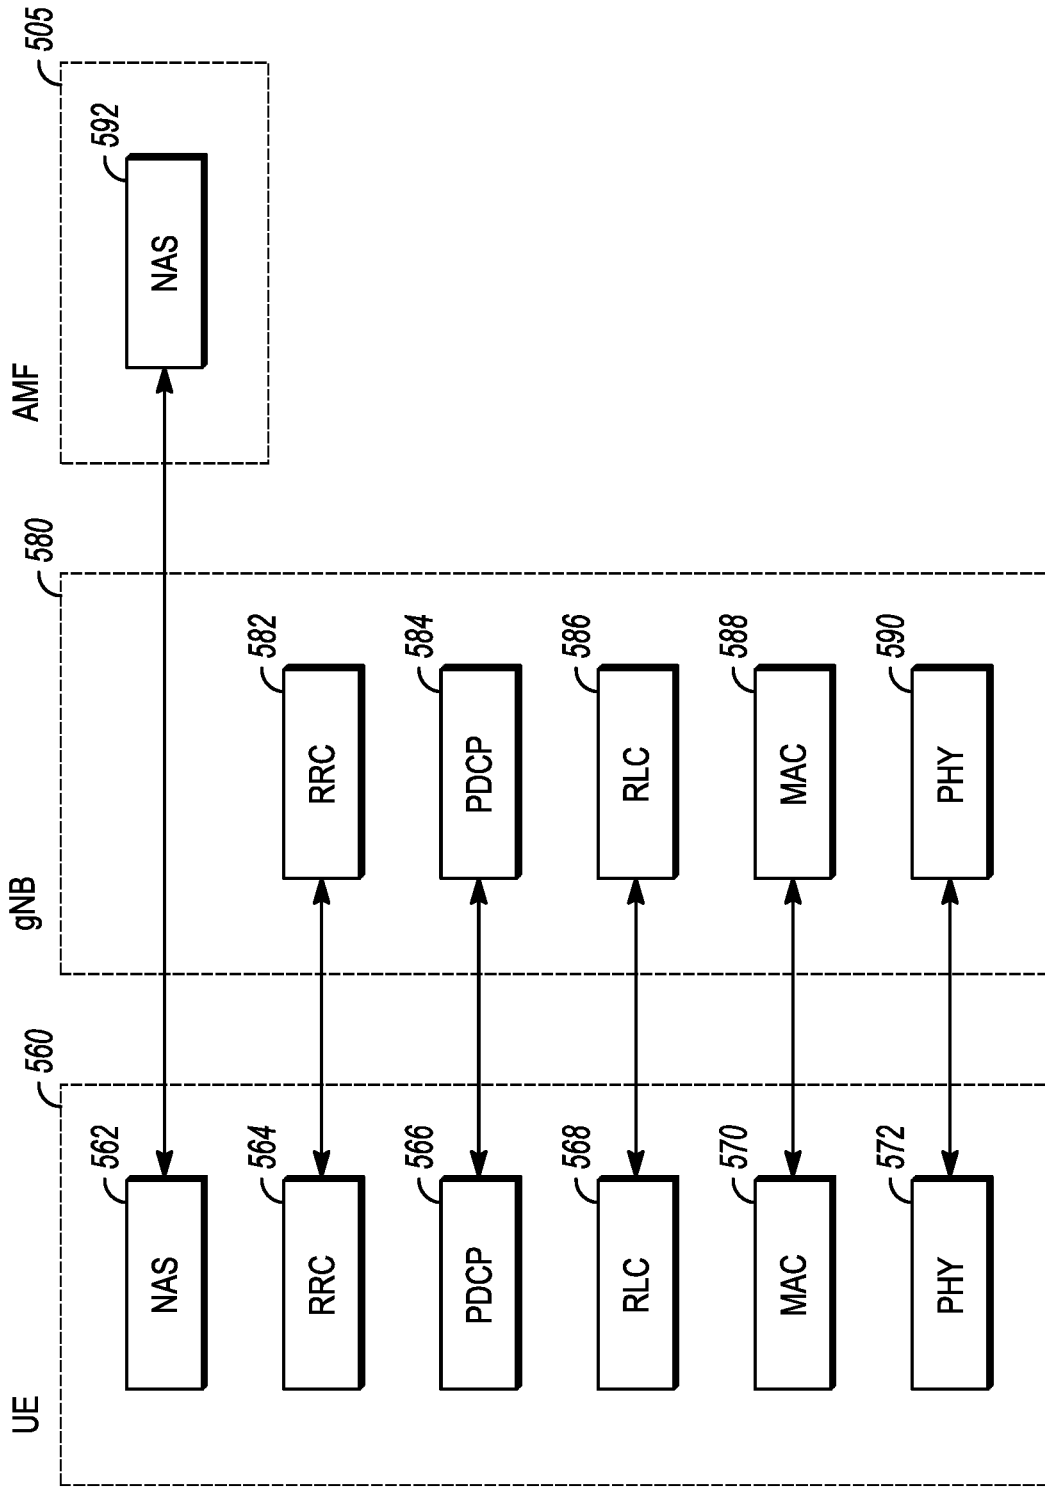 UE
560
NAS
562
RRC
564
PDCP
566
RLC
568
MAC
570
PHY
572
gNB
580
RRC
582
PDCP
584
RLC
586
MAC
588
PHY
590
AMF
505
NAS
592